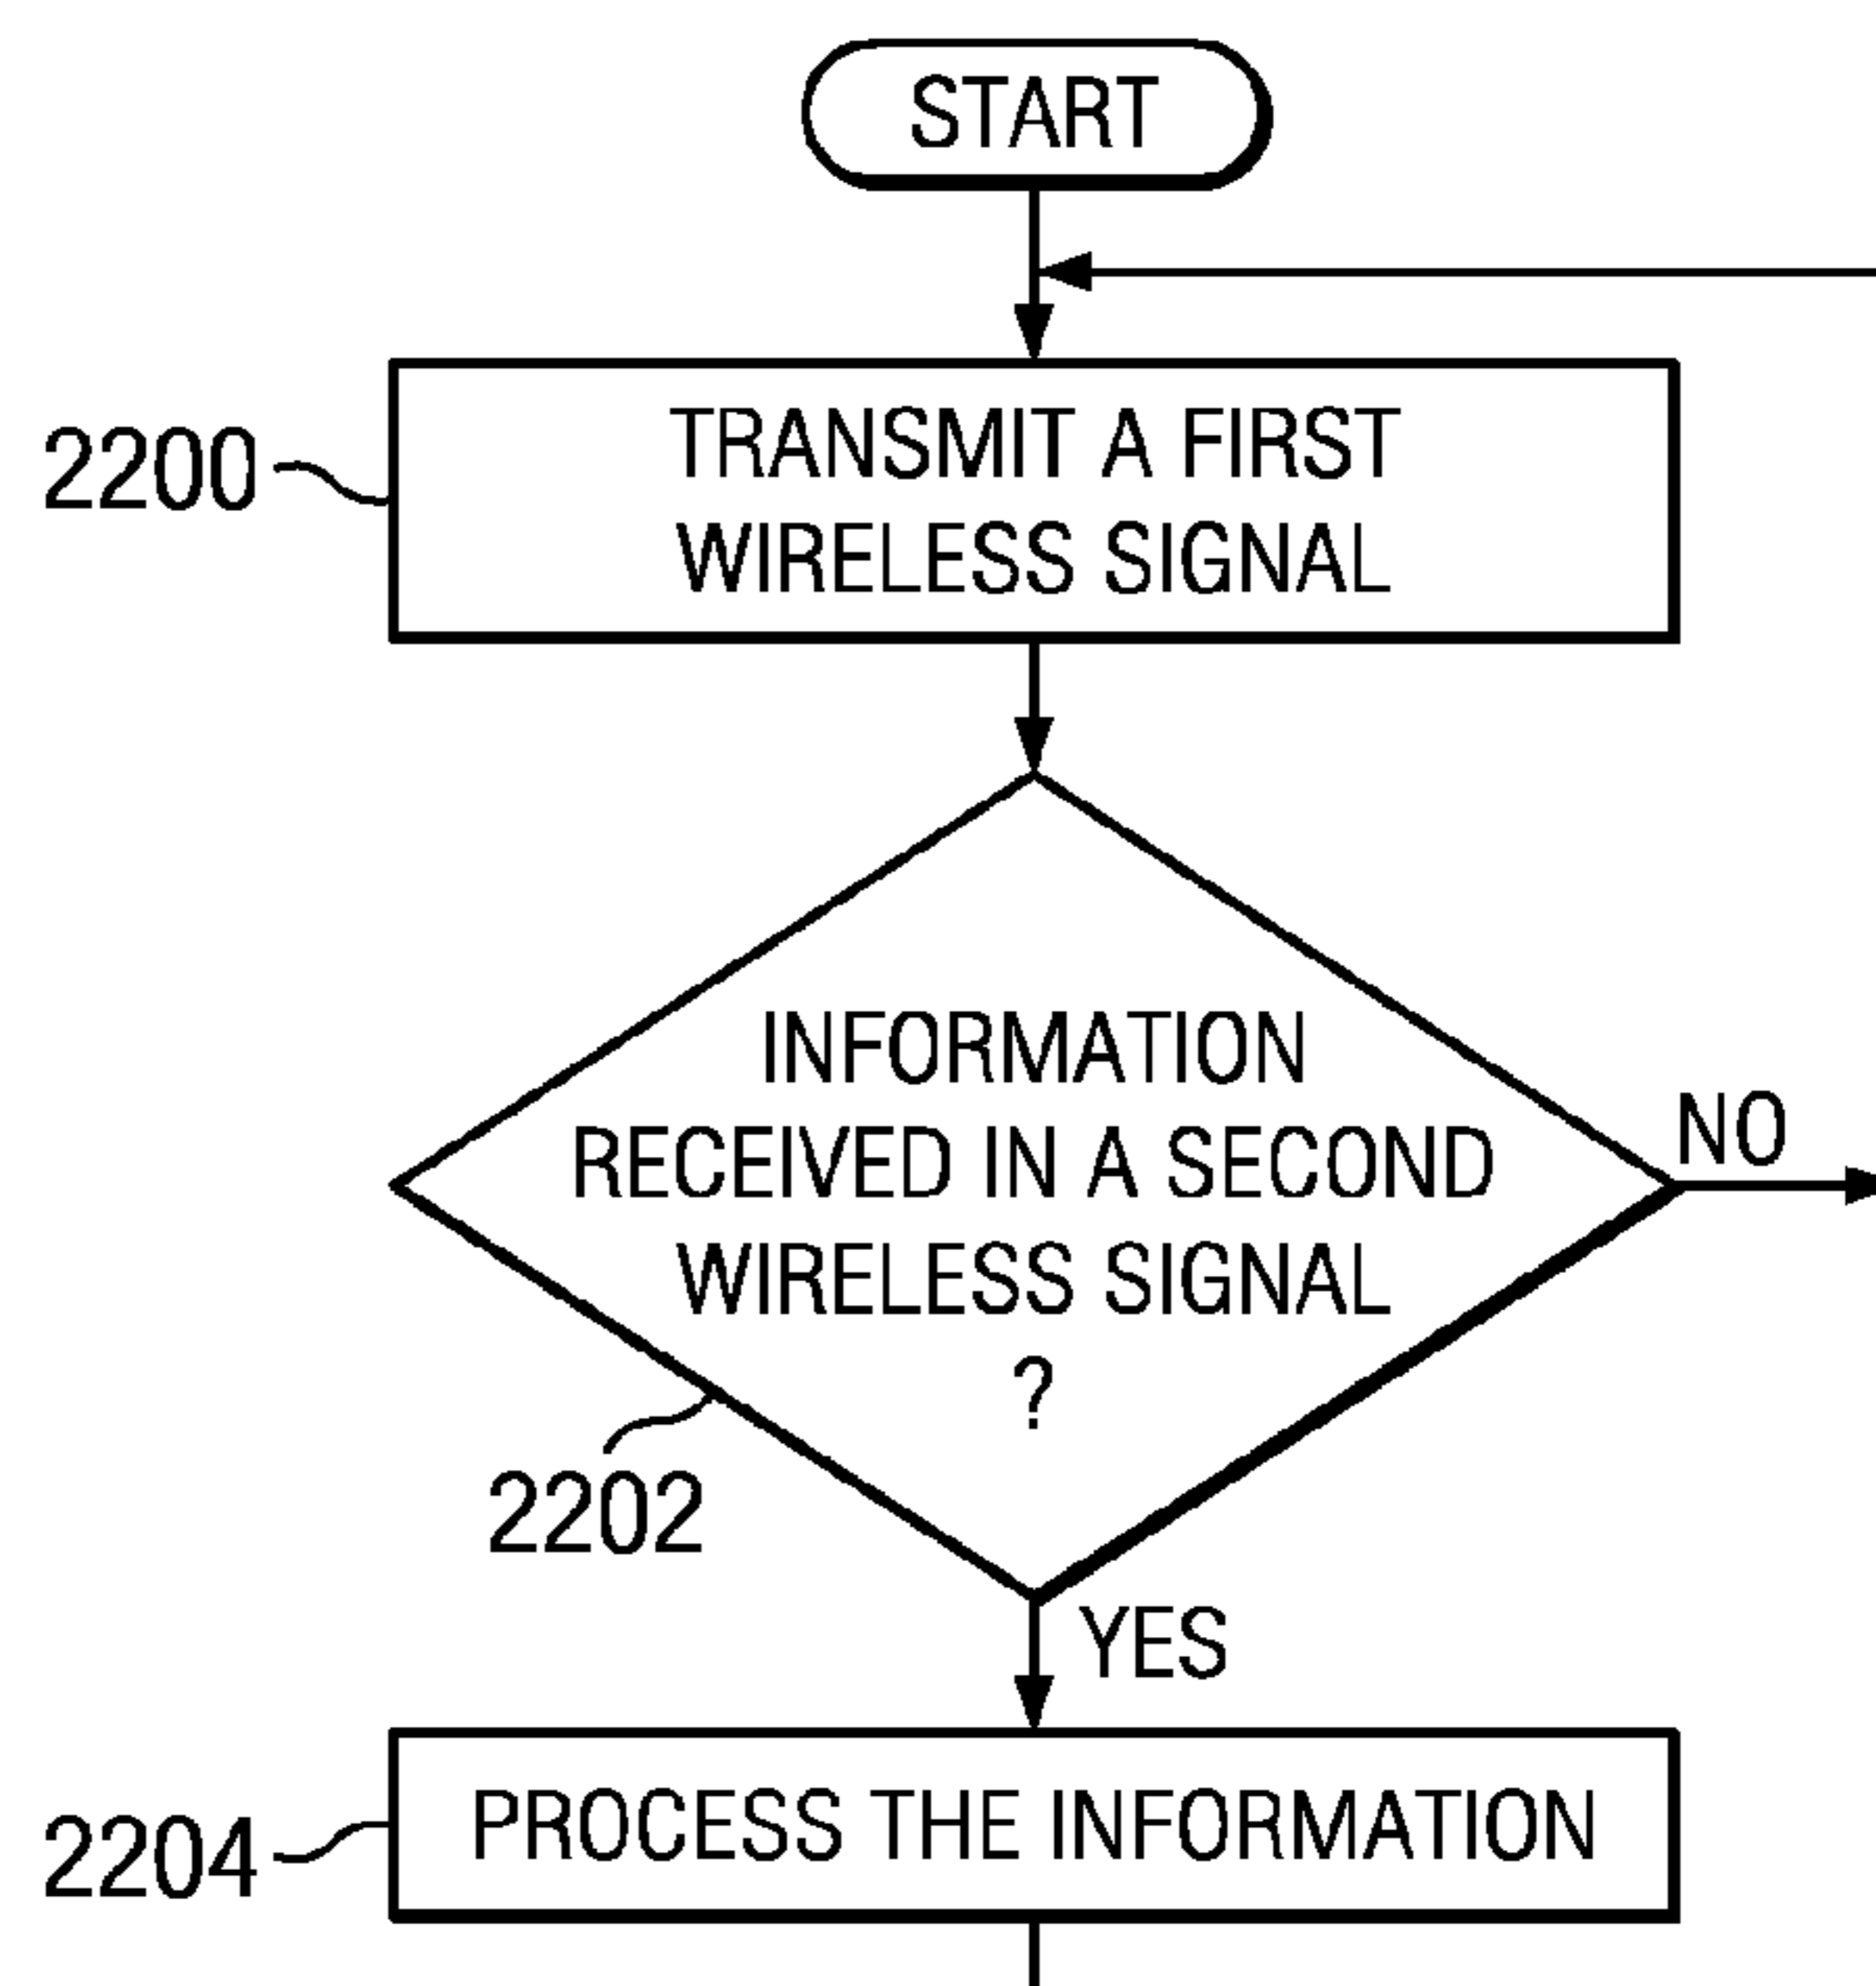 START
2200
TRANSMIT A FIRST
WIRELESS SIGNAL
INFORMATION
RECEIVED IN A SECOND
WIRELESS SIGNAL
?
NO
2202
YES
2204
PROCESS THE INFORMATION